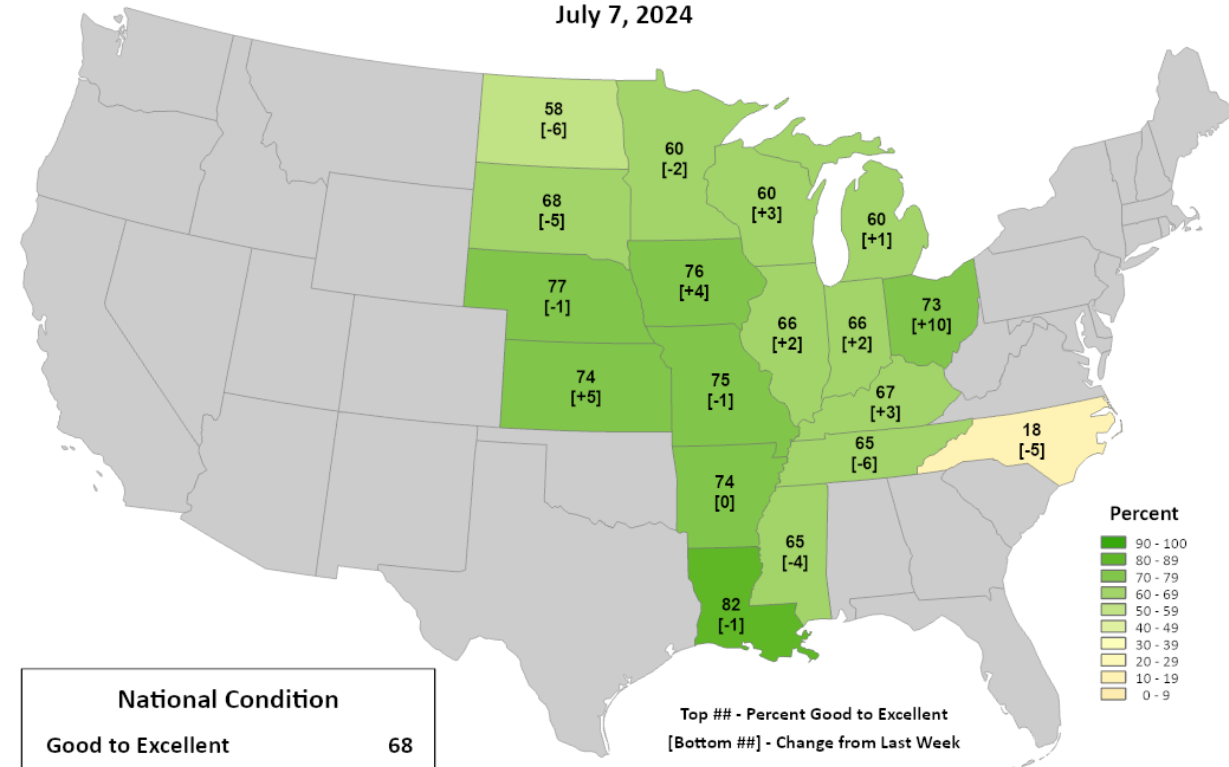 July 7, 2024
58
[-6]
60
[-2]
68
[-5]
60
[+3]
60
[+1]
77
[-1]
76
[+4]
66
[+2]
66
[+2]
73
[+10]
74
[+5]
75
[-1]
67
[+3]
65
[-6]
18
[-5]
74
[0]
65
[-4]
82
[-1]
Percent
90 - 100
80 - 89
70 - 79
60 - 69
50 - 59
40 - 49
30 - 39
20 - 29
10 - 19
0 - 9
National Condition
Good to Excellent 68
Top ## - Percent Good to Excellent
[Bottom ##] - Change from Last Week